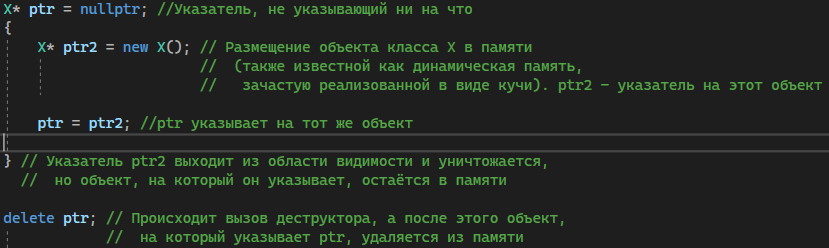 X* ptr = nullptr; //Указатель, не указывающий ни на что
{
X* ptr2 = new X(); // Размещение объекта класса X в памяти
// (также известной как динамическая память,
// зачастую реализованной в виде кучи). ptr2 - указатель на этот объект
ptr = ptr2; //ptr указывает на тот же объект
} // Указатель ptr2 выходит из области видимости и уничтожается,
// но объект, на который он указывает, остаётся в памяти
delete ptr; // Происходит вызов деструктора, а после этого объект,
// на который указывает ptr, удаляется из памяти